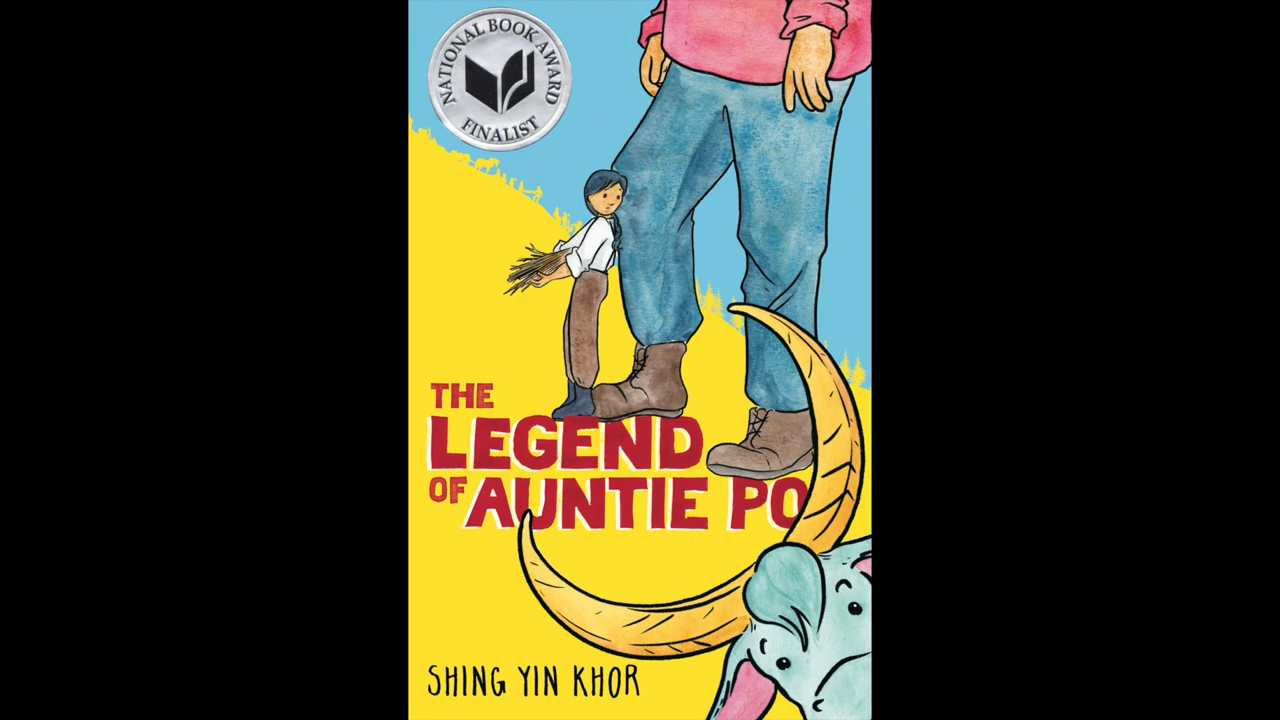 NATIONAL BOOK AWARD
FINALIST
THE
LEGEND
OF AUNTIE PO
SHING YIN KHOR